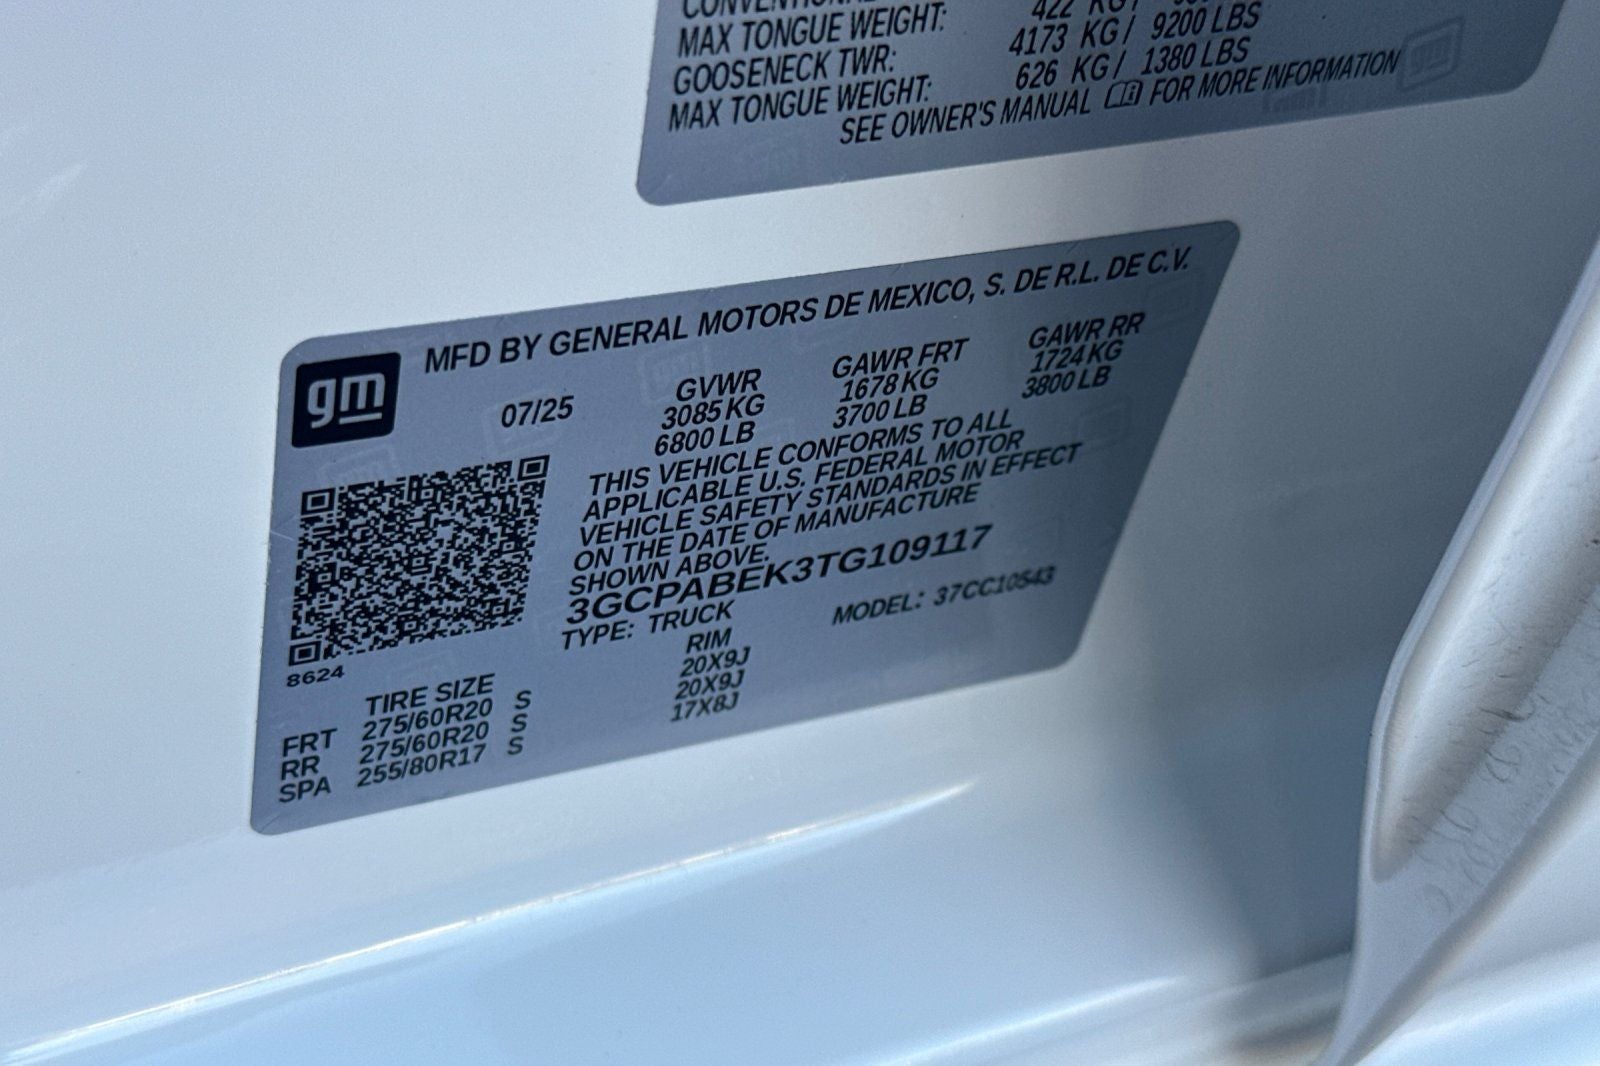 CONVENTIONAL
MAX TONGUE WEIGHT: 422 KG /
GOOSENECK TWR: 4173 KG / 9200 LBS
MAX TONGUE WEIGHT: 626 KG / 1380 LBS
SEE OWNER'S MANUAL FOR MORE INFORMATION
gm
MFD BY GENERAL MOTORS DE MEXICO, S. DE R.L. DE C.V.
07/25 GVWR GAWR FRT GAWR RR
3085 KG 1678 KG 1724 KG
6800 LB 3700 LB 3800 LB
THIS VEHICLE CONFORMS TO ALL
APPLICABLE U.S. FEDERAL MOTOR
VEHICLE SAFETY STANDARDS IN EFFECT
ON THE DATE OF MANUFACTURE
SHOWN ABOVE.
3GCPABEK3TG109117
TYPE: TRUCK MODEL: 37CC10543
8624
TIRE SIZE RIM
FRT 275/60R20 S 20X9J
RR 275/60R20 S 20X9J
SPA 255/80R17 S 17X8J